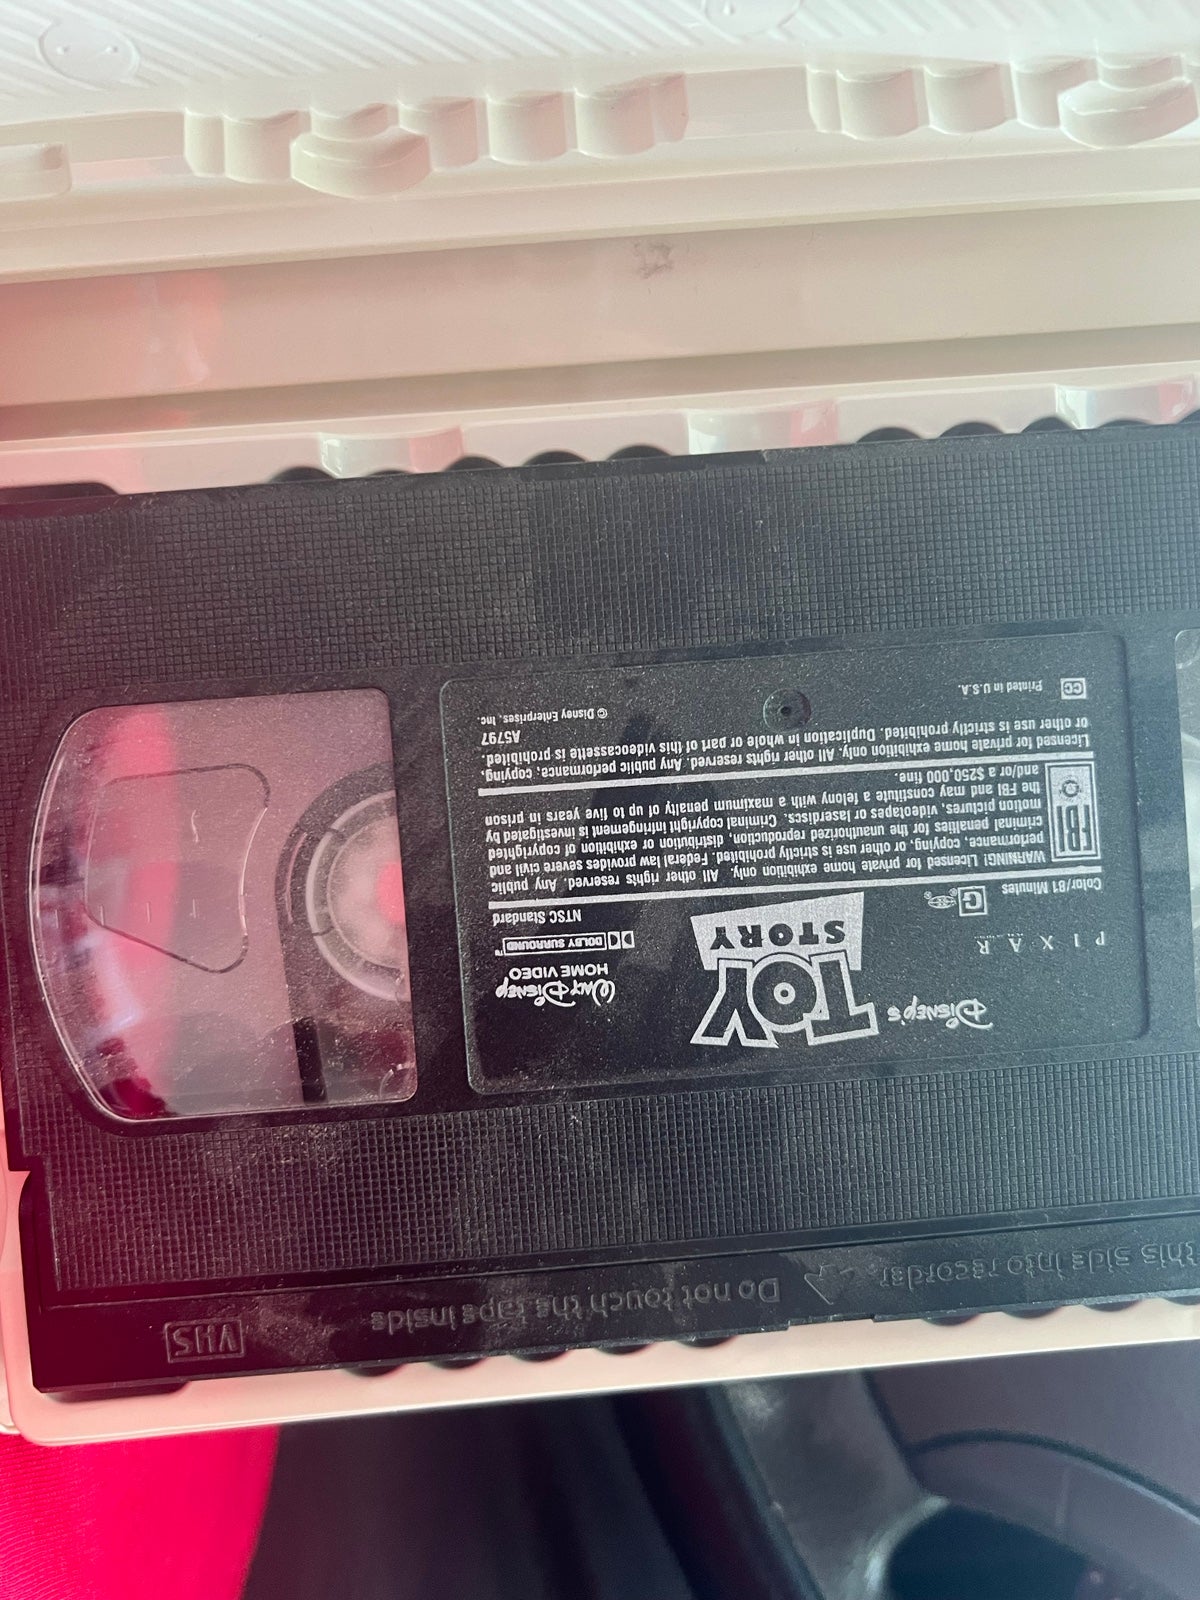 this side into recorder.
Do not touch the tape inside
VHS
DISNEY'S
TOY
STORY
WALT DISNEY
HOME VIDEO
PIXAR
DOLBY SURROUND™
Color/81 Minutes
G
NTSC Standard
FBI
WARNING! Licensed for private home exhibition only. All other rights reserved. Any public
performance, copying, or other use is strictly prohibited. Federal law provides severe civil and
criminal penalties for the unauthorized reproduction, distribution or exhibition of copyrighted
motion pictures, videotapes or laserdiscs. Criminal copyright infringement is investigated by
the FBI and may constitute a felony with a maximum penalty of up to five years in prison
and/or a $250,000 fine.
Licensed for private home exhibition only. All other rights reserved. Any public performance, copying,
or other use is strictly prohibited. Duplication in whole or part of this videocassette is prohibited.
A5797
CC
Printed in U.S.A.
© Disney Enterprises, Inc.